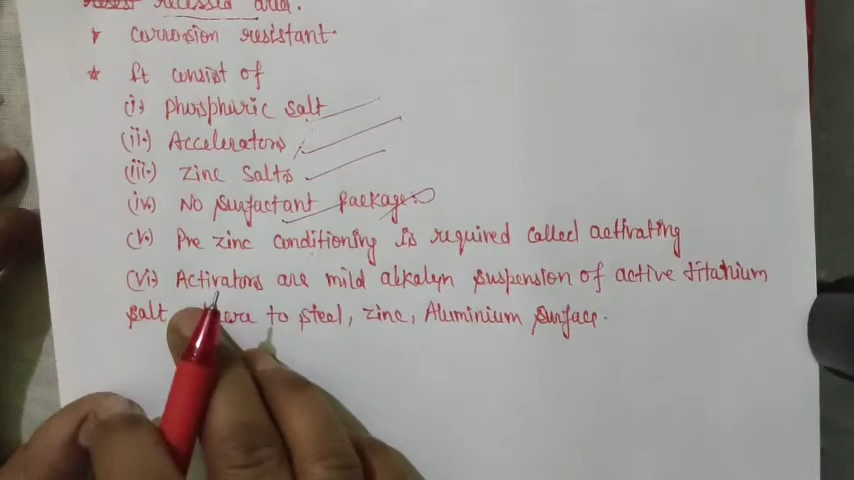 recessed area.
corrosion resistant.
It consist of
(i) Phosphoric salt
(ii) Accelerators
(iii) Zinc Salts
(iv) No surfactant package.
(v) Pre zinc conditioning is required called activating
(vi) Activators are mild alkalyn suspension of active titanium
salt to steel, zinc, Aluminium surface.